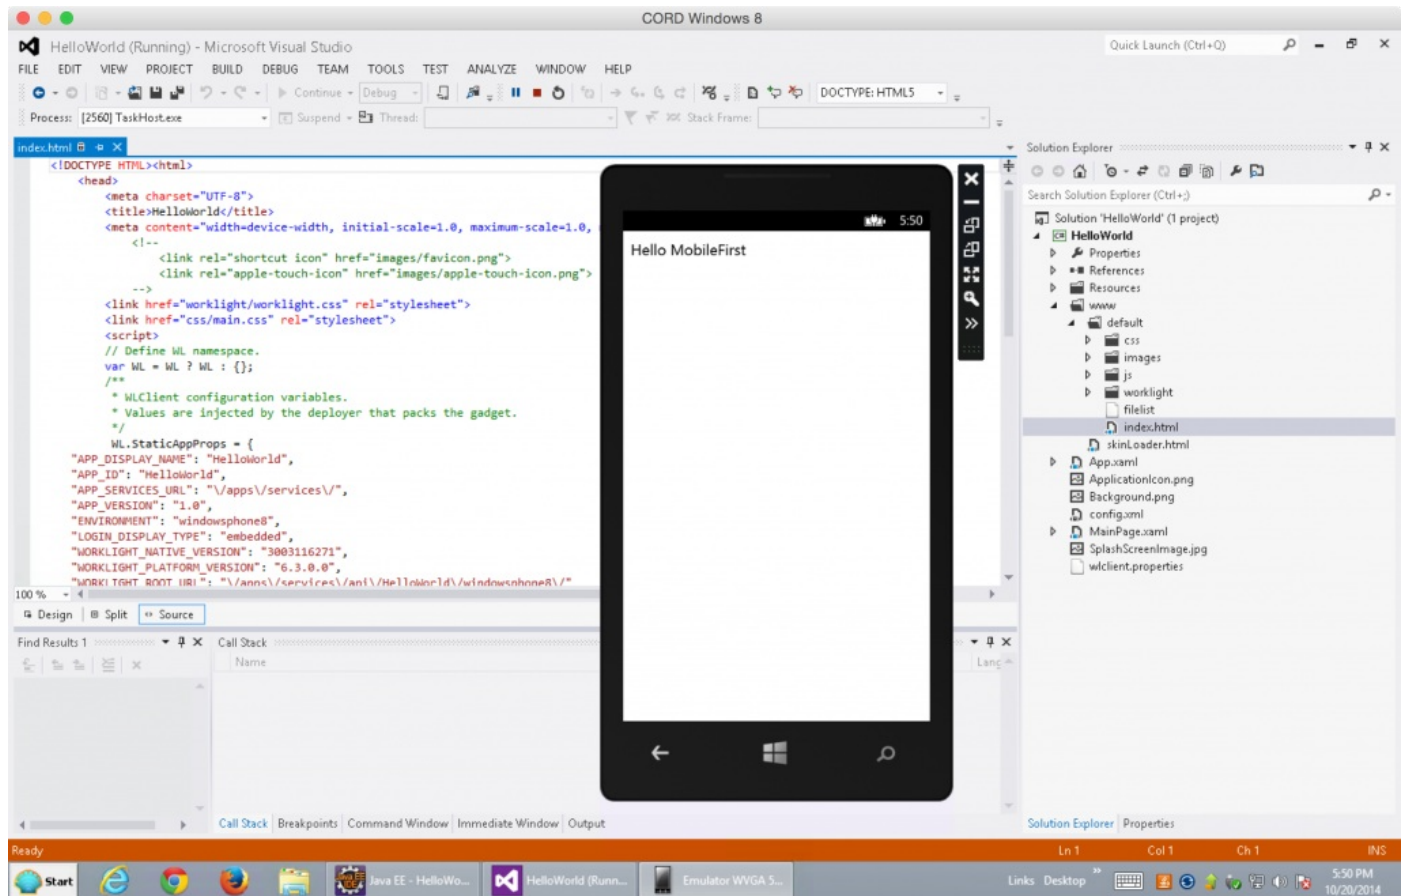 CORD Windows 8
HelloWorld (Running) - Microsoft Visual Studio
Quick Launch (Ctrl+Q)
FILE EDIT VIEW PROJECT BUILD DEBUG TEAM TOOLS TEST ANALYZE WINDOW HELP
Continue Debug DOCTYPE: HTML5
Process: [2560] TaskHost.exe Suspend Thread: Stack Frame:
index.html
<!DOCTYPE HTML><html>
<head>
<meta charset="UTF-8">
<title>HelloWorld</title>
<meta content="width=device-width, initial-scale=1.0, maximum-scale=1.0,
<!--
<link rel="shortcut icon" href="images/favicon.png">
<link rel="apple-touch-icon" href="images/apple-touch-icon.png">
-->
<link href="worklight/worklight.css" rel="stylesheet">
<link href="css/main.css" rel="stylesheet">
<script>
// Define WL namespace.
var WL = WL ? WL : {};
/**
* WLClient configuration variables.
* Values are injected by the deployer that packs the gadget.
*/
WL.StaticAppProps = {
"APP_DISPLAY_NAME": "HelloWorld",
"APP_ID": "HelloWorld",
"APP_SERVICES_URL": "\/apps\/services\/",
"APP_VERSION": "1.0",
"ENVIRONMENT": "windowsphone8",
"LOGIN_DISPLAY_TYPE": "embedded",
"WORKLIGHT_NATIVE_VERSION": "3003116271",
"WORKLIGHT_PLATFORM_VERSION": "6.3.0.0",
"WORKLIGHT_ROOT_URL": "\/apps\/services\/api\/HelloWorld\/windowsphone8\/"
100 %
Design Split Source
Find Results 1
Call Stack
Name
Lang
Call Stack Breakpoints Command Window Immediate Window Output
5:50
Hello MobileFirst
Solution Explorer
Search Solution Explorer (Ctrl+;)
Solution 'HelloWorld' (1 project)
C# HelloWorld
Properties
References
Resources
www
default
css
images
js
worklight
filelist
index.html
skinLoader.html
App.xaml
ApplicationIcon.png
Background.png
config.xml
MainPage.xaml
SplashScreenImage.jpg
wlclient.properties
Solution Explorer Properties
Ready Ln 1 Col 1 Ch 1 INS
Start Java EE - HelloWo... HelloWorld (Runn... Emulator WVGA 5... Links Desktop 5:50 PM
10/20/2014